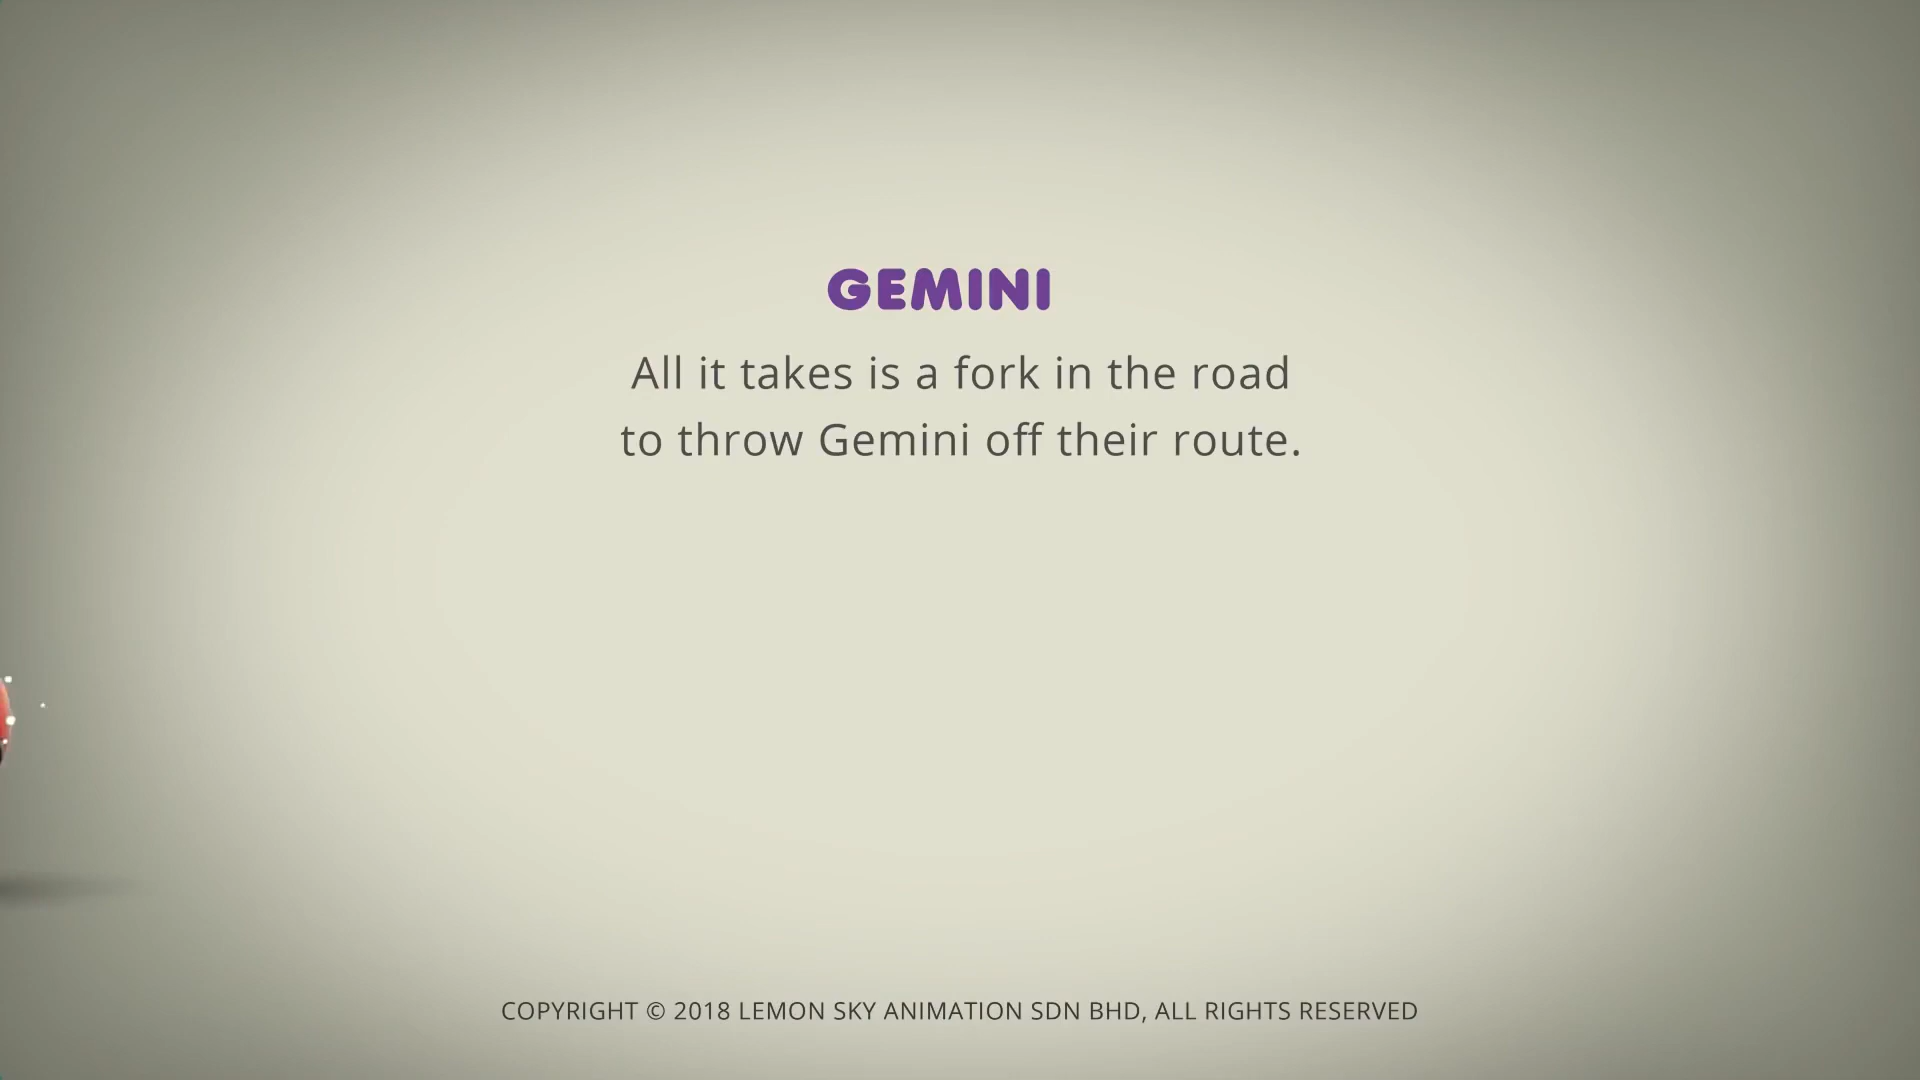 GEMINI
All it takes is a fork in the road
to throw Gemini off their route.
COPYRIGHT © 2018 LEMON SKY ANIMATION SDN BHD, ALL RIGHTS RESERVED